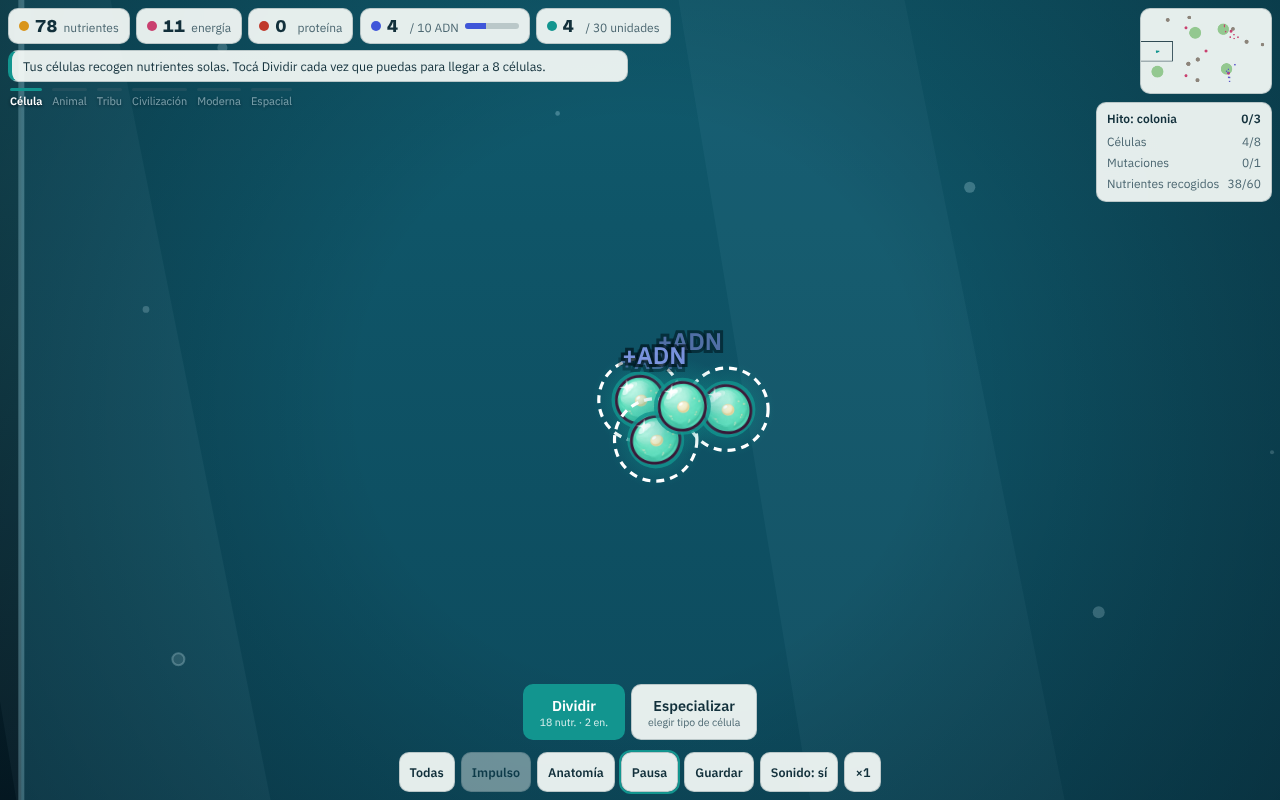 78 nutrientes
11 energía
0 proteína
4 / 10 ADN
4 / 30 unidades
Tus células recogen nutrientes solas. Tocá Dividir cada vez que puedas para llegar a 8 células.
Célula Animal Tribu Civilización Moderna Espacial
Hito: colonia 0/3
Células 4/8
Mutaciones 0/1
Nutrientes recogidos 38/60
+ADN
+ADN
Dividir
18 nutr. · 2 en.
Especializar
elegir tipo de célula
Todas
Impulso
Anatomía
Pausa
Guardar
Sonido: sí
×1